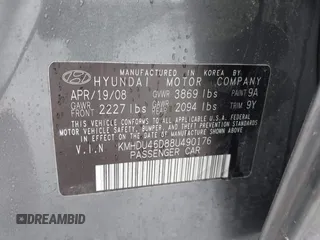 MANUFACTURED IN KOREA BY
HYUNDAI MOTOR COMPANY
APR/19/08 GVWR 3869 lbs PAINT 9A
GAWR FRONT 2227 lbs GAWR REAR 2094 lbs TRIM 9Y
THIS VEHICLE CONFORMS TO ALL APPLICABLE
U.S. FEDERAL MOTOR VEHICLE SAFETY, BUMPER,
AND THEFT PREVENTION STANDARDS IN EFFECT ON
THE DATE OF MANUFACTURE SHOWN ABOVE.
V.I.N KMHDU46D88U490176
PASSENGER CAR
DREAMBID